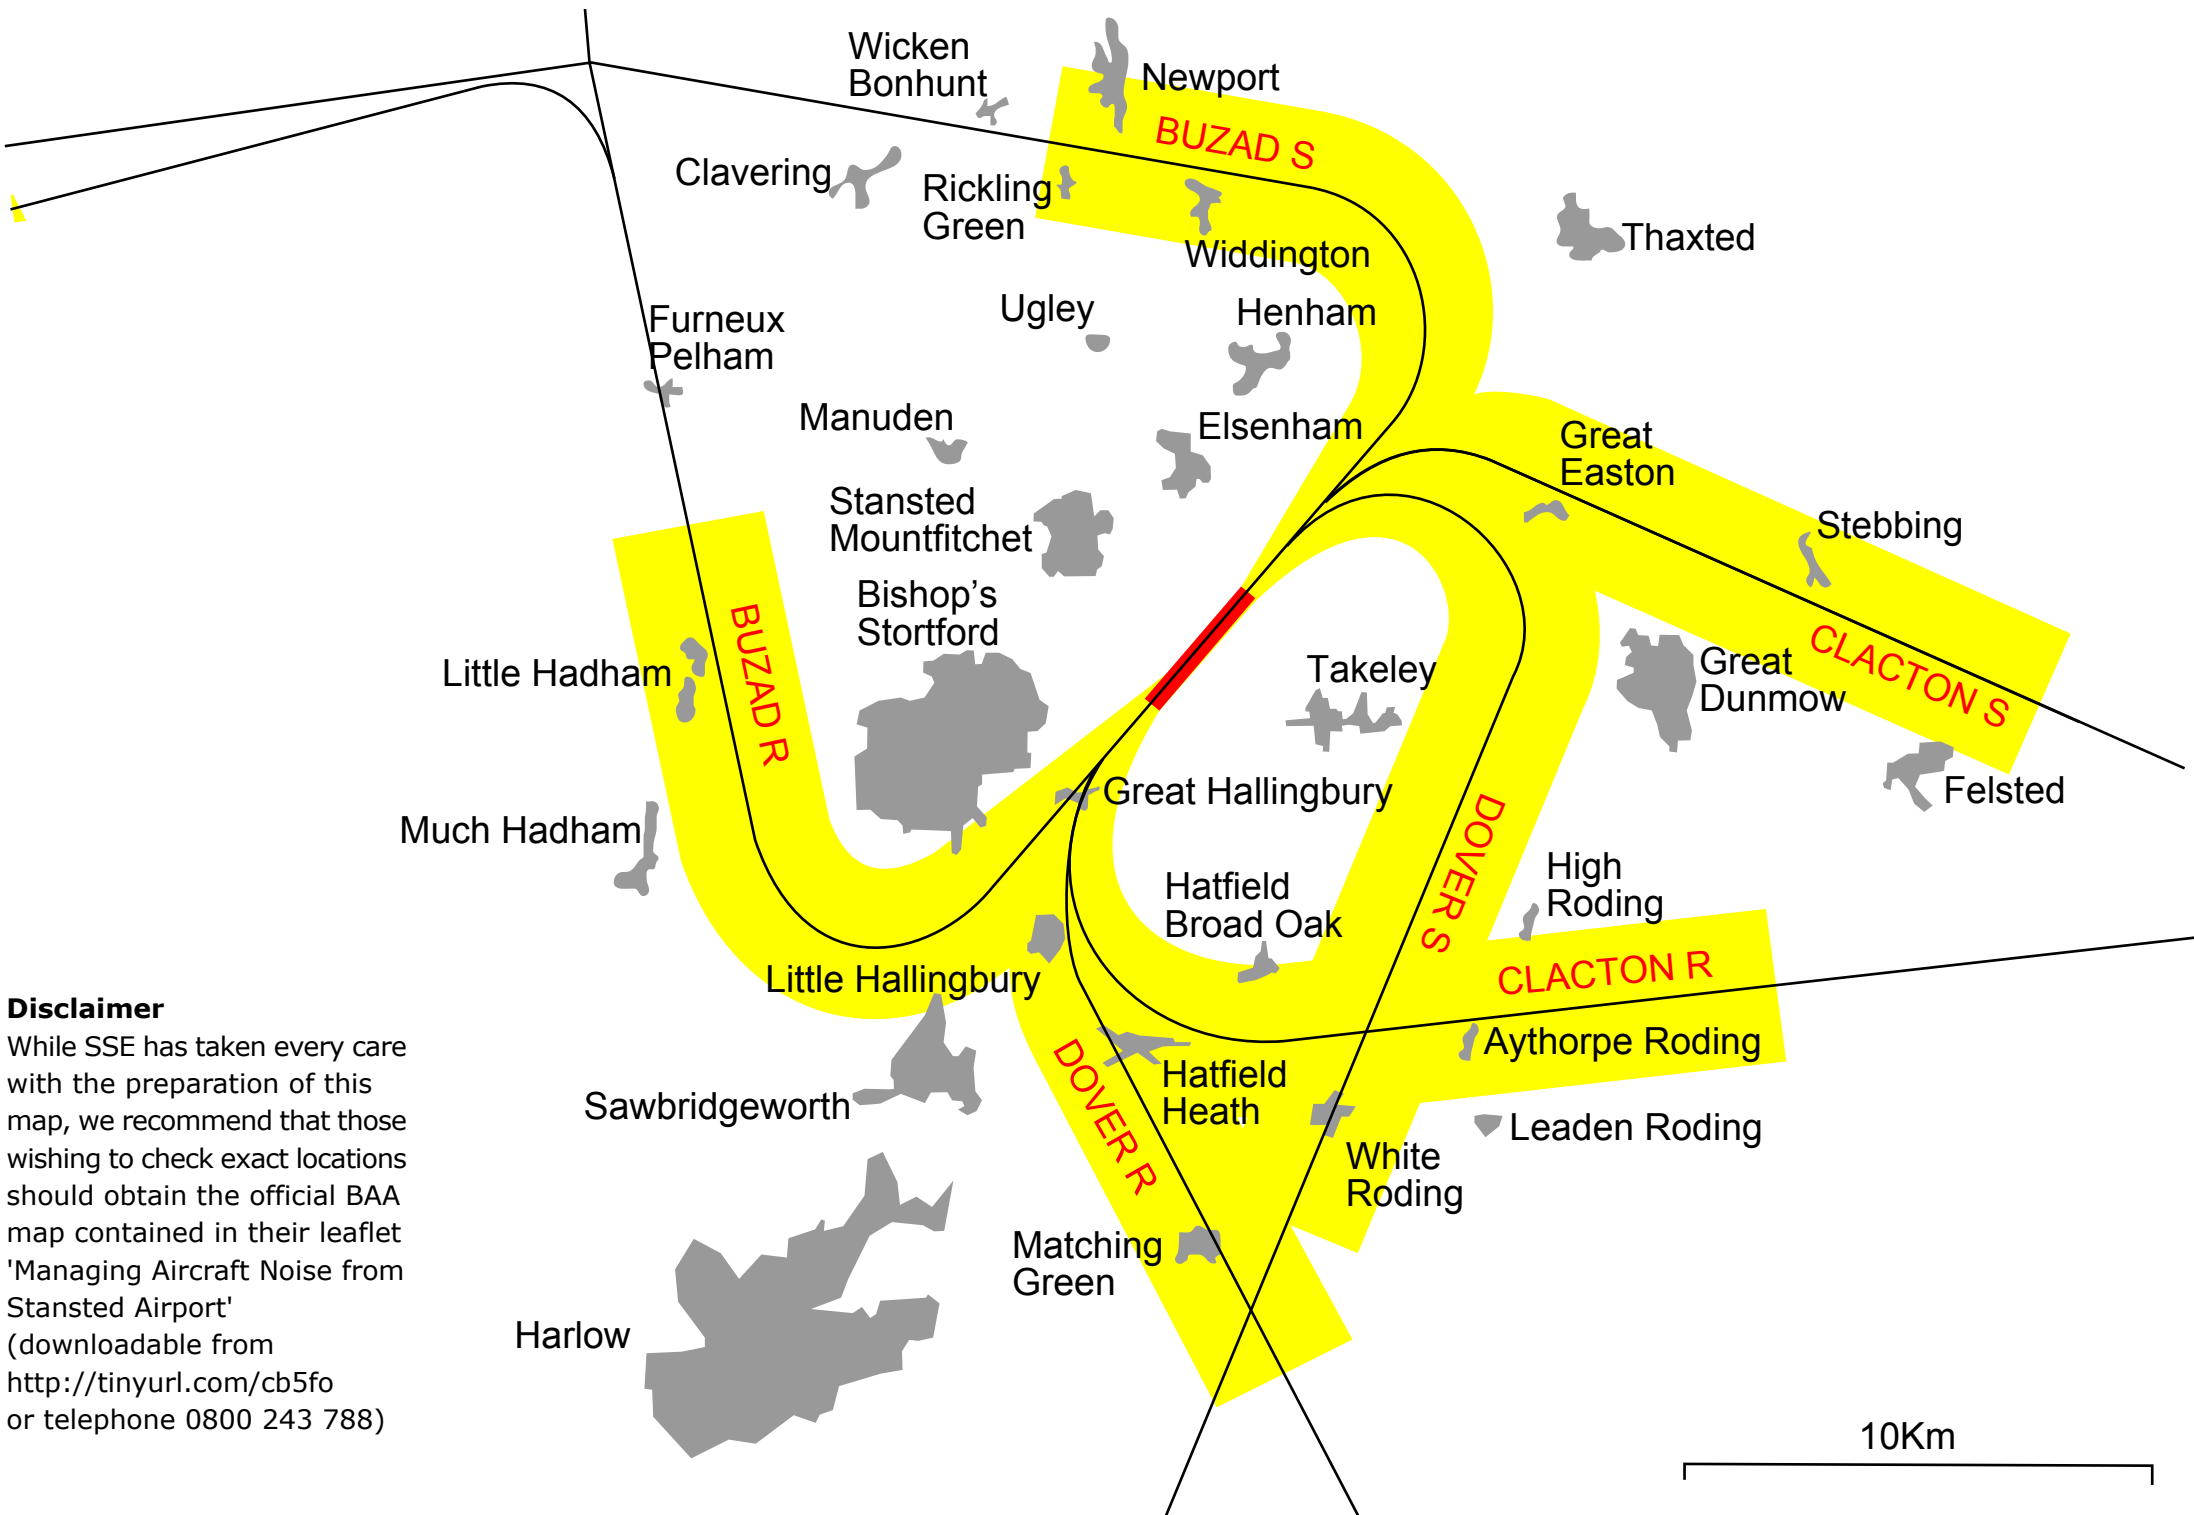 Wicken
Bonhunt
Newport
BUZAD S
Clavering
Rickling
Green
Widdington
Thaxted
Ugley
Henham
Furneux
Pelham
Manuden
Elsenham
Great
Easton
Stansted
Mountfitchet
Stebbing
Bishop’s
Stortford
BUZAD R
Little Hadham
Takeley
Great
Dunmow
CLACTON S
Much Hadham
Great Hallingbury
Felsted
DOVER S
High
Roding
Hatfield
Broad Oak
Little Hallingbury
CLACTON R
Sawbridgeworth
DOVER R
Hatfield
Heath
Aythorpe Roding
Leaden Roding
White
Roding
Matching
Green
Harlow
Disclaimer
While SSE has taken every care
with the preparation of this
map, we recommend that those
wishing to check exact locations
should obtain the official BAA
map contained in their leaflet
'Managing Aircraft Noise from
Stansted Airport'
(downloadable from
http://tinyurl.com/cb5fo
or telephone 0800 243 788)
10Km